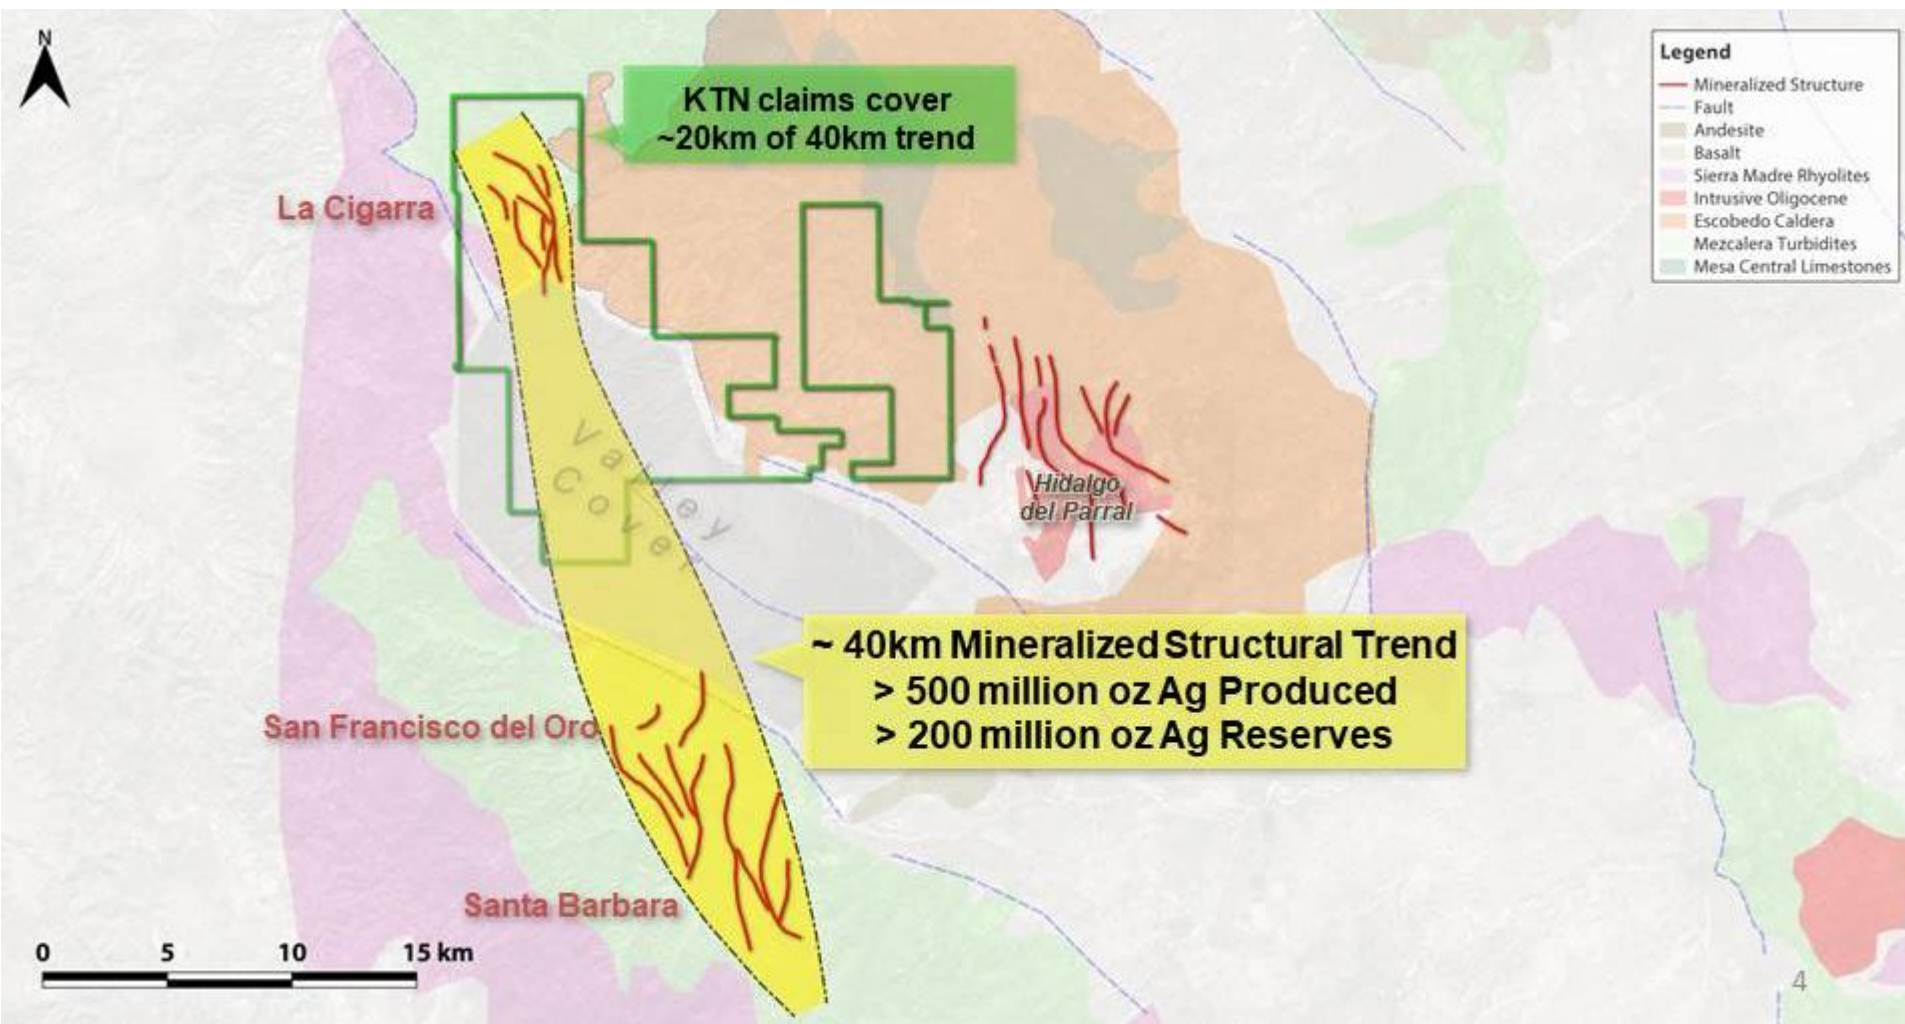 N
KTN claims cover
~20km of 40km trend
Legend
Mineralized Structure
Fault
Andesite
Basalt
Sierra Madre Rhyolites
Intrusive Oligocene
Escobedo Caldera
Mezcalera Turbidites
Mesa Central Limestones
La Cigarra
Valley
Cover
Hidalgo
del Parral
~ 40km Mineralized Structural Trend
> 500 million oz Ag Produced
> 200 million oz Ag Reserves
San Francisco del Oro
Santa Barbara
0 5 10 15 km
4